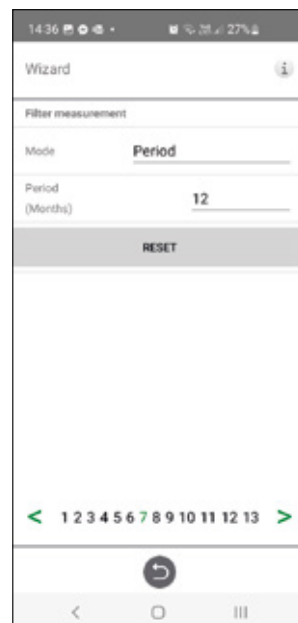 14:36 27%
Wizard i
Filter measurement
Mode Period
Period
(Months) 12
RESET
< 1 2 3 4 5 6 7 8 9 10 11 12 13 >